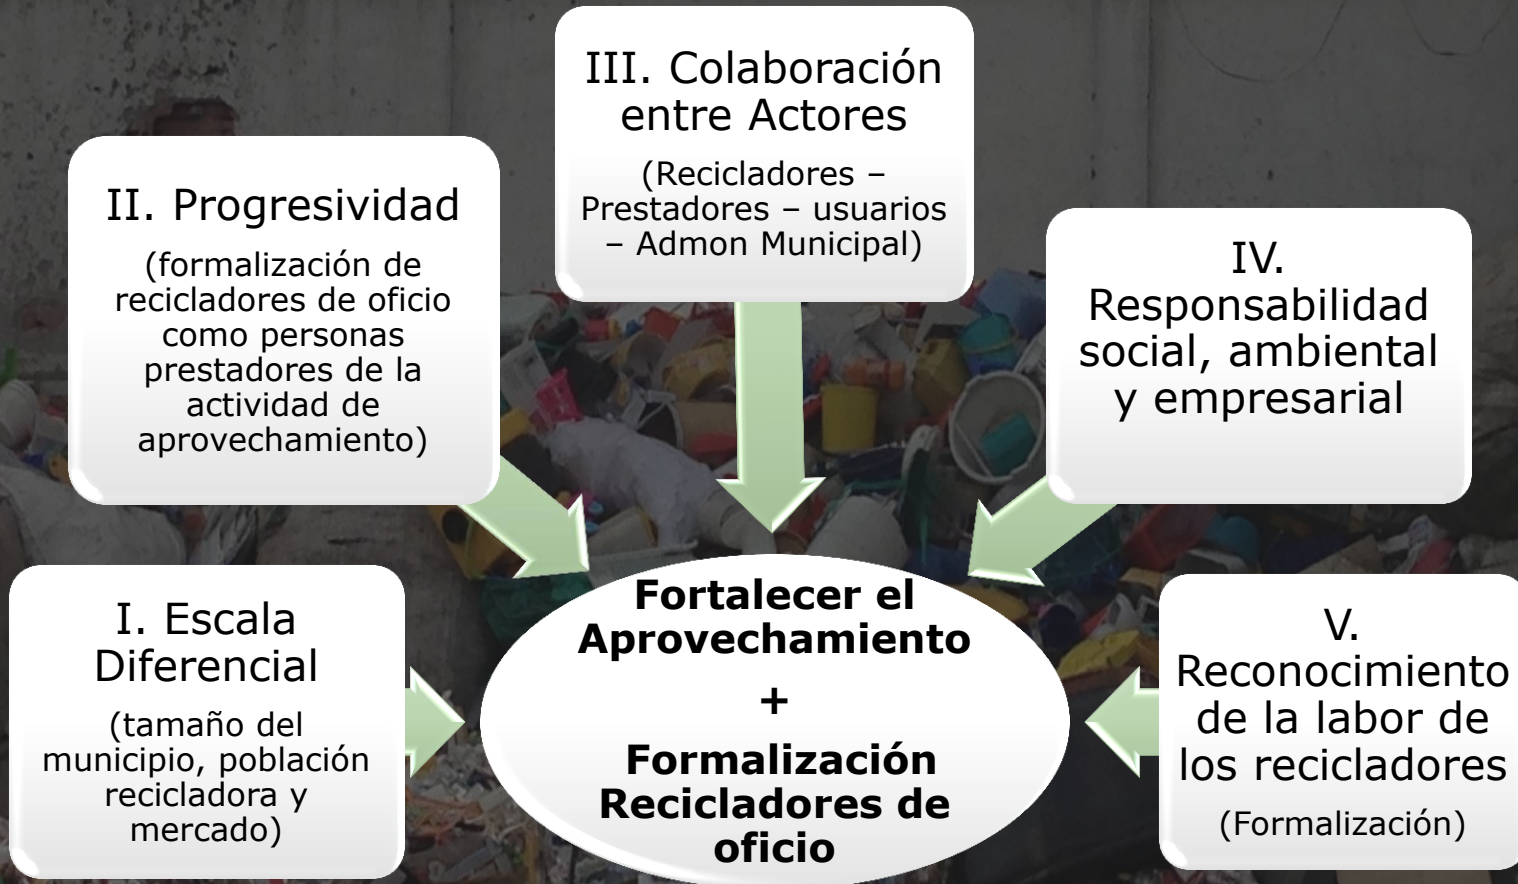 I. Escala
Diferencial
(tamaño del
municipio, población
recicladora y
mercado)
II. Progresividad
(formalización de
recicladores de oficio
como personas
prestadores de la
actividad de
aprovechamiento)
III. Colaboración
entre Actores
(Recicladores –
Prestadores – usuarios
– Admon Municipal)
IV.
Responsabilidad
social, ambiental
y empresarial
V.
Reconocimiento
de la labor de
los recicladores
(Formalización)
Fortalecer el
Aprovechamiento
+
Formalización
Recicladores de
oficio